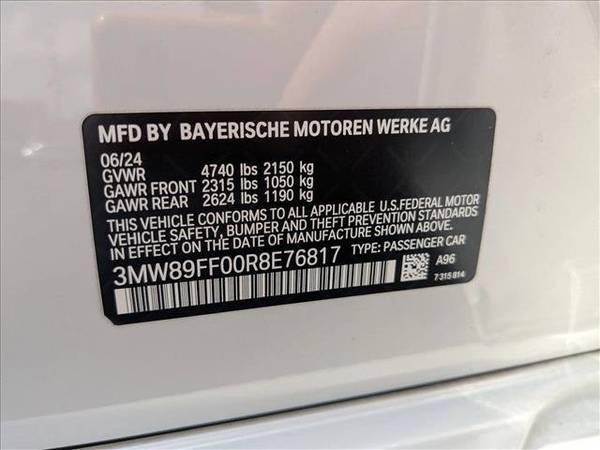 MFD BY BAYERISCHE MOTOREN WERKE AG
06/24
GVWR 4740 lbs 2150 kg
GAWR FRONT 2315 lbs 1050 kg
GAWR REAR 2624 lbs 1190 kg
THIS VEHICLE CONFORMS TO ALL APPLICABLE U.S.FEDERAL MOTOR
VEHICLE SAFETY, BUMPER AND THEFT PREVENTION STANDARDS
IN EFFECT ON THE DATE OF MANUFACTURE SHOWN ABOVE.
3MW89FF00R8E76817 TYPE: PASSENGER CAR
A96
7 315 814